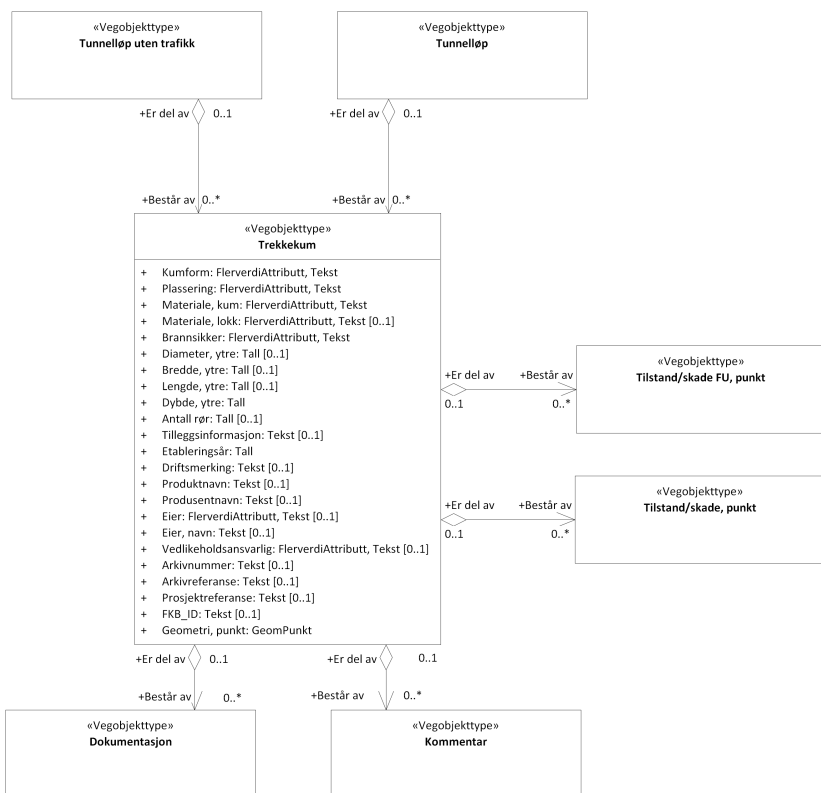 «Vegobjekttype»
Tunnelløp uten trafikk
«Vegobjekttype»
Tunnelløp
+Er del av 0..1
+Er del av 0..1
+Består av 0..*
+Består av 0..*
«Vegobjekttype»
Trekkekum
+ Kumform: FlerverdiAttributt, Tekst
+ Plassering: FlerverdiAttributt, Tekst
+ Materiale, kum: FlerverdiAttributt, Tekst
+ Materiale, lokk: FlerverdiAttributt, Tekst [0..1]
+ Brannsikker: FlerverdiAttributt, Tekst
+ Diameter, ytre: Tall [0..1]
+ Bredde, ytre: Tall [0..1]
+ Lengde, ytre: Tall [0..1]
+ Dybde, ytre: Tall
+ Antall rør: Tall [0..1]
+ Tilleggsinformasjon: Tekst [0..1]
+ Etableringsår: Tall
+ Driftsmerking: Tekst [0..1]
+ Produktnavn: Tekst [0..1]
+ Produsentnavn: Tekst [0..1]
+ Eier: FlerverdiAttributt, Tekst [0..1]
+ Eier, navn: Tekst [0..1]
+ Vedlikeholdsansvarlig: FlerverdiAttributt, Tekst [0..1]
+ Arkivnummer: Tekst [0..1]
+ Arkivreferanse: Tekst [0..1]
+ Prosjektreferanse: Tekst [0..1]
+ FKB_ID: Tekst [0..1]
+ Geometri, punkt: GeomPunkt
+Er del av +Består av
0..1 0..*
«Vegobjekttype»
Tilstand/skade FU, punkt
+Er del av +Består av
0..1 0..*
«Vegobjekttype»
Tilstand/skade, punkt
+Er del av 0..1
+Er del av 0..1
+Består av 0..*
+Består av 0..*
«Vegobjekttype»
Dokumentasjon
«Vegobjekttype»
Kommentar